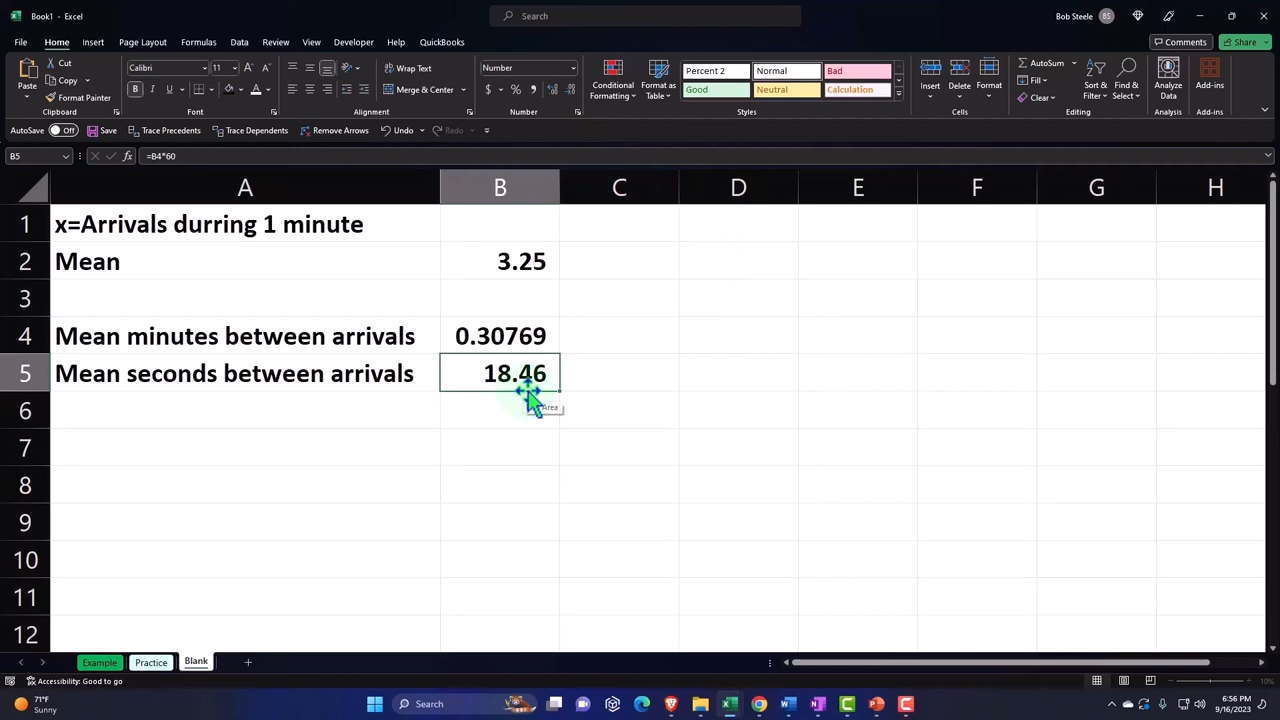 Book1 - Excel
Search
Bob Steele BS
File Home Insert Page Layout Formulas Data Review View Developer Help QuickBooks
Comments Share
Cut
Copy
Format Painter
Paste
Clipboard
Calibri 11
B I U
Font
Wrap Text
Merge & Center
Alignment
Number
$ % ,
Number
Conditional Formatting
Format as Table
Percent 2 Normal Bad
Good Neutral Calculation
Styles
Insert Delete Format
Cells
AutoSum
Fill
Clear
Sort & Filter
Find & Select
Editing
Analyze Data
Analysis
Add-ins
Add-ins
AutoSave Off Save Trace Precedents Trace Dependents Remove Arrows Undo Redo
B5 fx =B4*60
A B C D E F G H
1 x=Arrivals durring 1 minute
2 Mean 3.25
3
4 Mean minutes between arrivals 0.30769
5 Mean seconds between arrivals 18.46
Area
6
7
8
9
10
11
12
Example Practice Blank
Accessibility: Good to go
10%
71°F
Sunny
Search
6:56 PM
9/16/2023